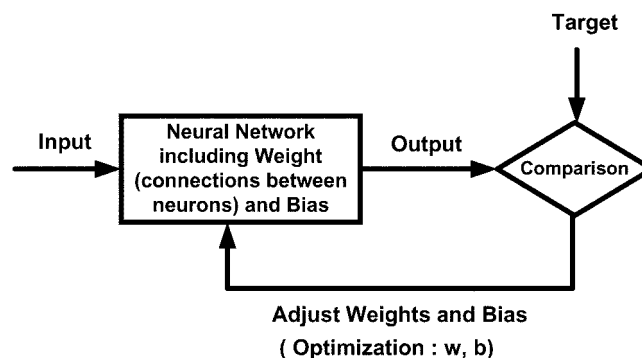 Target
Input
Neural Network
including Weight
(connections between
neurons) and Bias
Output
Comparison
Adjust Weights and Bias
( Optimization : w, b)